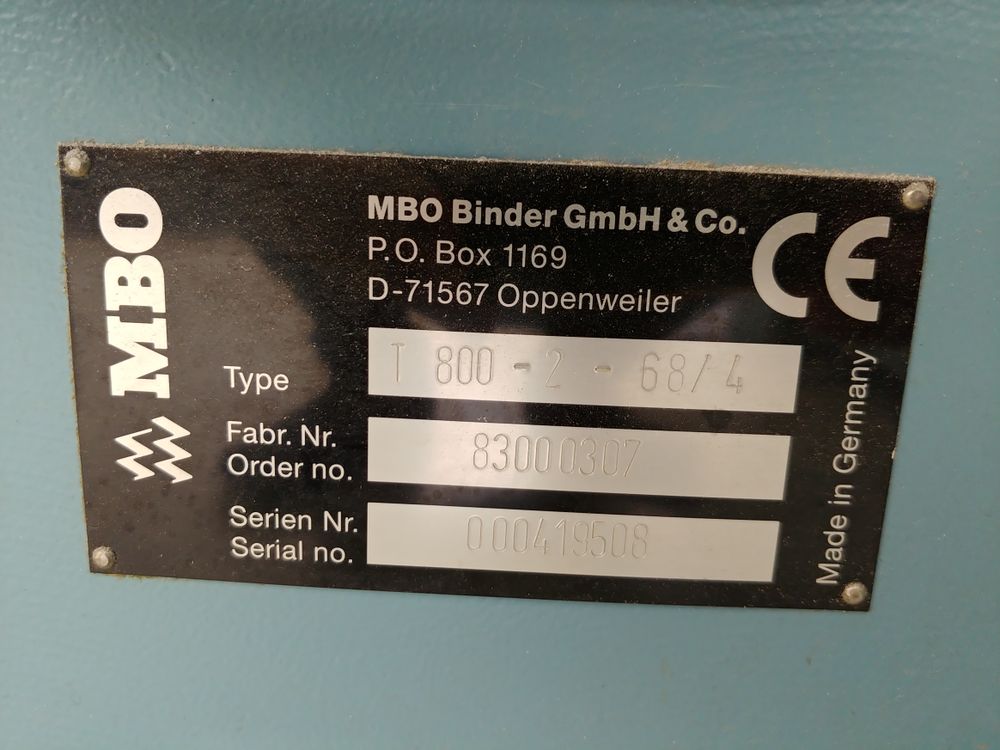 MBO
MBO Binder GmbH & Co.
P.O. Box 1169
D-71567 Oppenweiler
CE
Type T 800 - 2 - 68/4
Fabr. Nr.
Order no. 83000307
Serien Nr.
Serial no. 000419508
Made in Germany